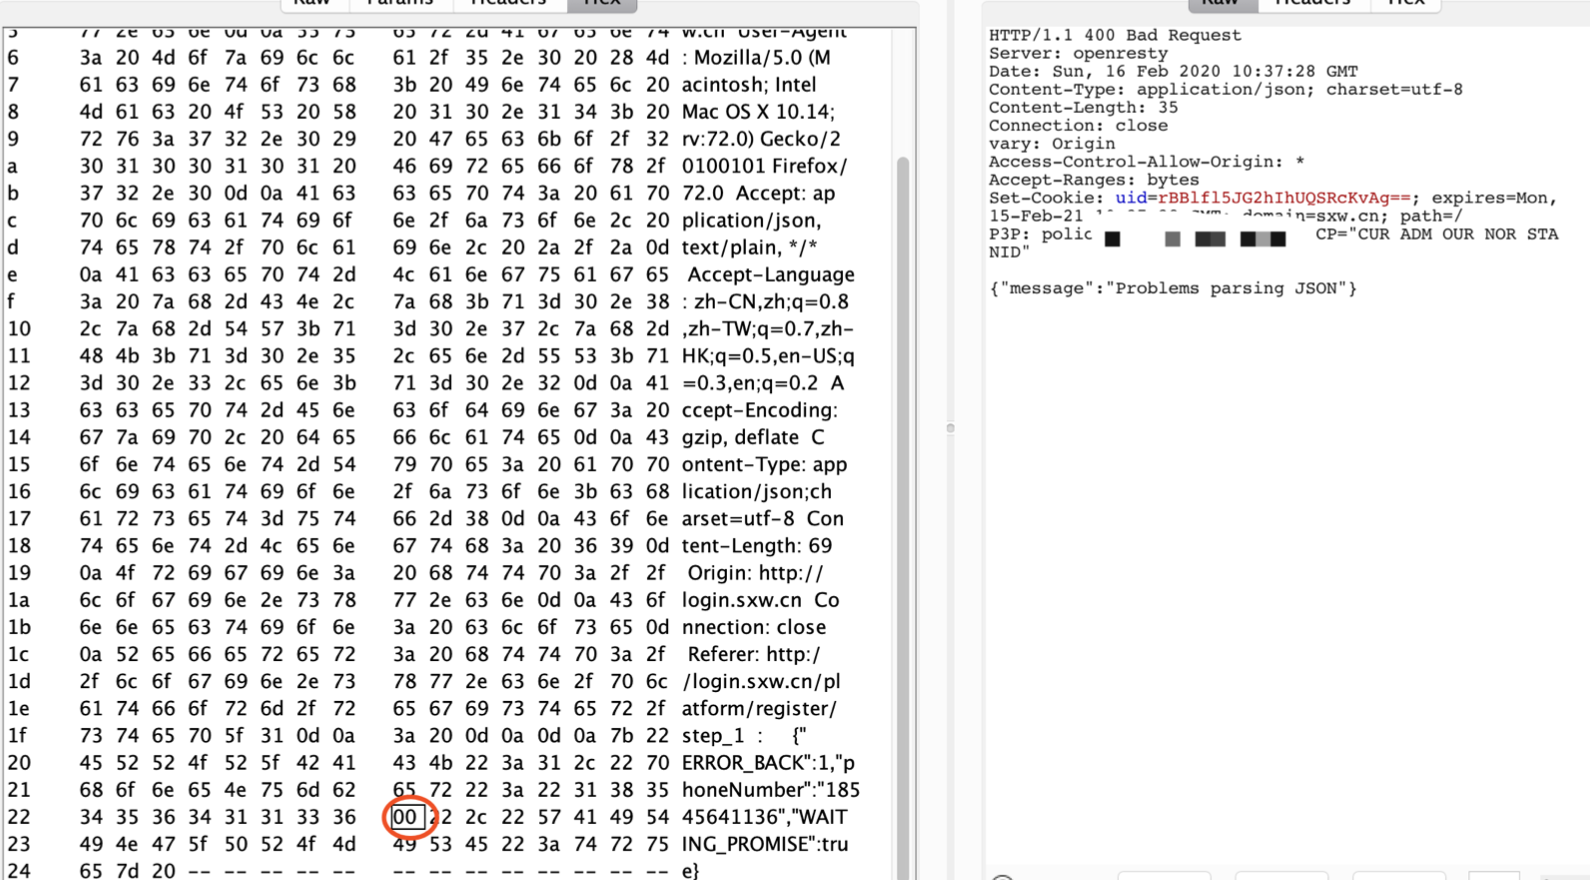 Raw Params Headers Hex
Raw Headers Hex
5 77 2e 63 6e 0d 0a 55 73 65 72 2d 41 67 65 6e 74 w.cn User-Agent
6 3a 20 4d 6f 7a 69 6c 6c 61 2f 35 2e 30 20 28 4d : Mozilla/5.0 (M
7 61 63 69 6e 74 6f 73 68 3b 20 49 6e 74 65 6c 20 acintosh; Intel
8 4d 61 63 20 4f 53 20 58 20 31 30 2e 31 34 3b 20 Mac OS X 10.14;
9 72 76 3a 37 32 2e 30 29 20 47 65 63 6b 6f 2f 32 rv:72.0) Gecko/2
a 30 31 30 30 31 30 31 20 46 69 72 65 66 6f 78 2f 0100101 Firefox/
b 37 32 2e 30 0d 0a 41 63 63 65 70 74 3a 20 61 70 72.0 Accept: ap
c 70 6c 69 63 61 74 69 6f 6e 2f 6a 73 6f 6e 2c 20 plication/json,
d 74 65 78 74 2f 70 6c 61 69 6e 2c 20 2a 2f 2a 0d text/plain, */*
e 0a 41 63 63 65 70 74 2d 4c 61 6e 67 75 61 67 65 Accept-Language
f 3a 20 7a 68 2d 43 4e 2c 7a 68 3b 71 3d 30 2e 38 : zh-CN,zh;q=0.8
10 2c 7a 68 2d 54 57 3b 71 3d 30 2e 37 2c 7a 68 2d ,zh-TW;q=0.7,zh-
11 48 4b 3b 71 3d 30 2e 35 2c 65 6e 2d 55 53 3b 71 HK;q=0.5,en-US;q
12 3d 30 2e 33 2c 65 6e 3b 71 3d 30 2e 32 0d 0a 41 =0.3,en;q=0.2 A
13 63 63 65 70 74 2d 45 6e 63 6f 64 69 6e 67 3a 20 ccept-Encoding:
14 67 7a 69 70 2c 20 64 65 66 6c 61 74 65 0d 0a 43 gzip, deflate C
15 6f 6e 74 65 6e 74 2d 54 79 70 65 3a 20 61 70 70 ontent-Type: app
16 6c 69 63 61 74 69 6f 6e 2f 6a 73 6f 6e 3b 63 68 lication/json;ch
17 61 72 73 65 74 3d 75 74 66 2d 38 0d 0a 43 6f 6e arset=utf-8 Con
18 74 65 6e 74 2d 4c 65 6e 67 74 68 3a 20 36 39 0d tent-Length: 69
19 0a 4f 72 69 67 69 6e 3a 20 68 74 74 70 3a 2f 2f Origin: http://
1a 6c 6f 67 69 6e 2e 73 78 77 2e 63 6e 0d 0a 43 6f login.sxw.cn Co
1b 6e 6e 65 63 74 69 6f 6e 3a 20 63 6c 6f 73 65 0d nnection: close
1c 0a 52 65 66 65 72 65 72 3a 20 68 74 74 70 3a 2f Referer: http:/
1d 2f 6c 6f 67 69 6e 2e 73 78 77 2e 63 6e 2f 70 6c /login.sxw.cn/pl
1e 61 74 66 6f 72 6d 2f 72 65 67 69 73 74 65 72 2f atform/register/
1f 73 74 65 70 5f 31 0d 0a 3a 20 0d 0a 0d 0a 7b 22 step_1 : {"
20 45 52 52 4f 52 5f 42 41 43 4b 22 3a 31 2c 22 70 ERROR_BACK":1,"p
21 68 6f 6e 65 4e 75 6d 62 65 72 22 3a 22 31 38 35 honeNumber":"185
22 34 35 36 34 31 31 33 36 00 22 2c 22 57 41 49 54 45641136","WAIT
23 49 4e 47 5f 50 52 4f 4d 49 53 45 22 3a 74 72 75 ING_PROMISE":tru
24 65 7d 20 -- -- -- -- -- -- -- -- -- -- -- -- -- e}
HTTP/1.1 400 Bad Request
Server: openresty
Date: Sun, 16 Feb 2020 10:37:28 GMT
Content-Type: application/json; charset=utf-8
Content-Length: 35
Connection: close
vary: Origin
Access-Control-Allow-Origin: *
Accept-Ranges: bytes
Set-Cookie: uid=rBBlfl5JG2hIhUQSRcKvAg==; expires=Mon,
15-Feb-21 GMT; domain=sxw.cn; path=/
P3P: polic CP="CUR ADM OUR NOR STA
NID"
{"message":"Problems parsing JSON"}